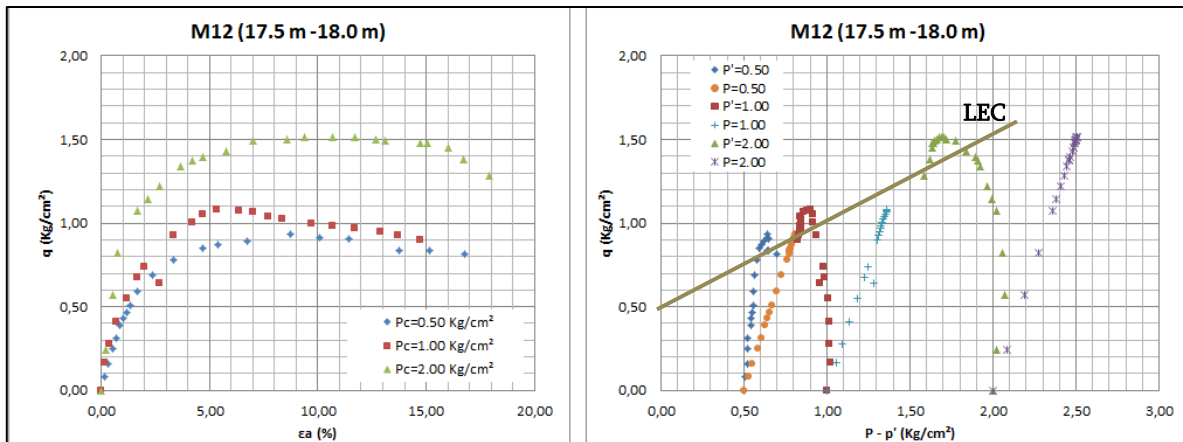 M12 (17.5 m -18.0 m)
q (Kg/cm²)
2,00
1,50
1,00
0,50
0,00
Pc=0.50 Kg/cm²
Pc=1.00 Kg/cm²
Pc=2.00 Kg/cm²
0,00 5,00 10,00 15,00 20,00
εa (%)
M12 (17.5 m -18.0 m)
q (Kg/cm²)
2,00
1,50
1,00
0,50
0,00
P'=0.50
P=0.50
P'=1.00
P=1.00
P'=2.00
P=2.00
LEC
0,00 0,50 1,00 1,50 2,00 2,50 3,00
P - p' (Kg/cm²)